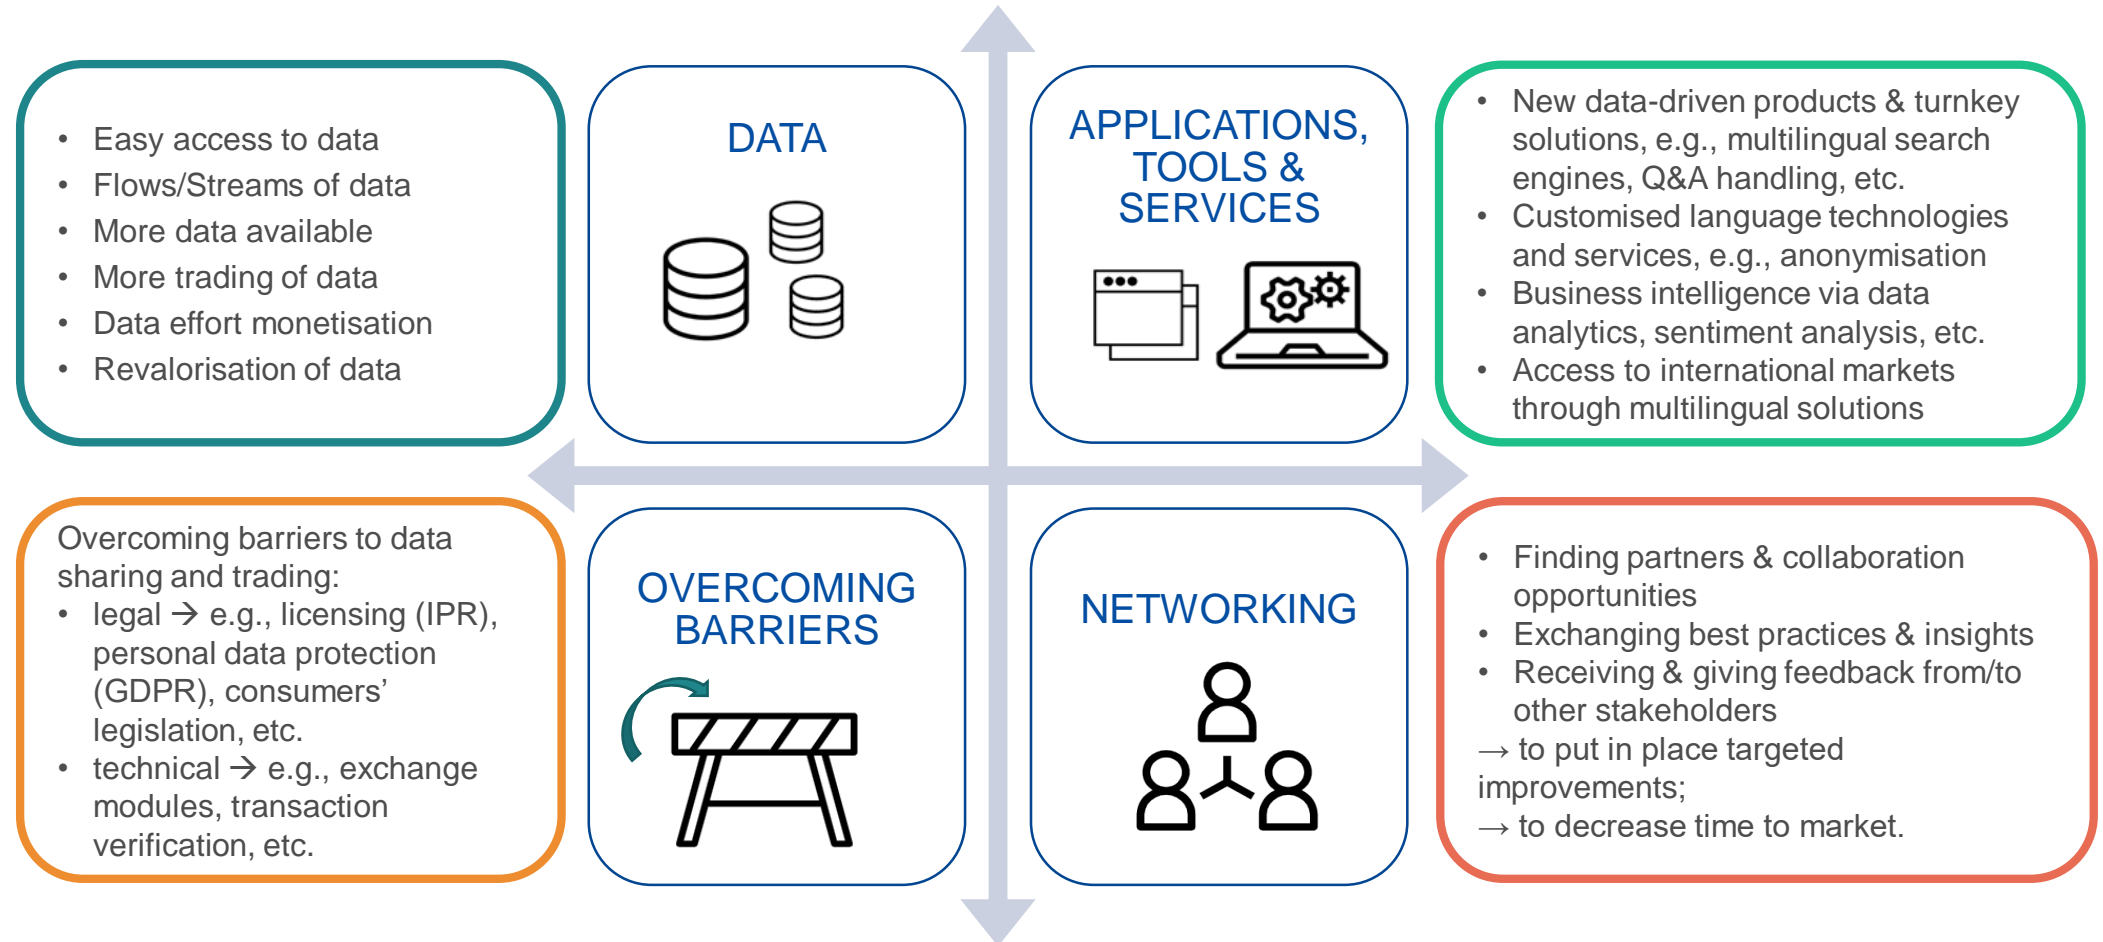 • Easy access to data
• Flows/Streams of data
• More data available
• More trading of data
• Data effort monetisation
• Revalorisation of data
DATA
APPLICATIONS,
TOOLS &
SERVICES
• New data-driven products & turnkey
solutions, e.g., multilingual search
engines, Q&A handling, etc.
• Customised language technologies
and services, e.g., anonymisation
• Business intelligence via data
analytics, sentiment analysis, etc.
• Access to international markets
through multilingual solutions
Overcoming barriers to data
sharing and trading:
• legal → e.g., licensing (IPR),
personal data protection
(GDPR), consumers’
legislation, etc.
• technical → e.g., exchange
modules, transaction
verification, etc.
OVERCOMING
BARRIERS
NETWORKING
• Finding partners & collaboration
opportunities
• Exchanging best practices & insights
• Receiving & giving feedback from/to
other stakeholders
→ to put in place targeted
improvements;
→ to decrease time to market.